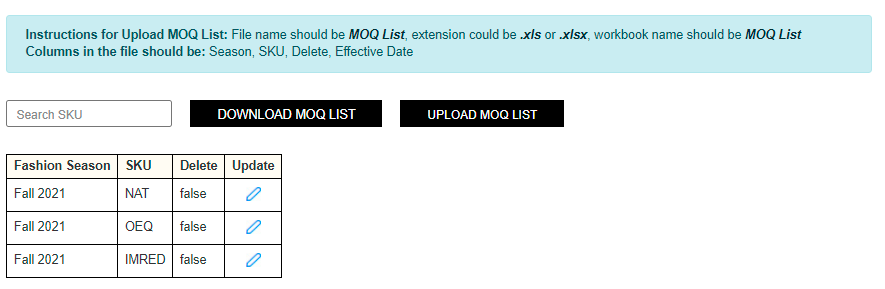 Instructions for Upload MOQ List: File name should be MOQ List, extension could be .xls or .xlsx, workbook name should be MOQ List
Columns in the file should be: Season, SKU, Delete, Effective Date
Search SKU DOWNLOAD MOQ LIST UPLOAD MOQ LIST
Fashion Season SKU Delete Update
Fall 2021 NAT false
Fall 2021 OEQ false
Fall 2021 IMRED false